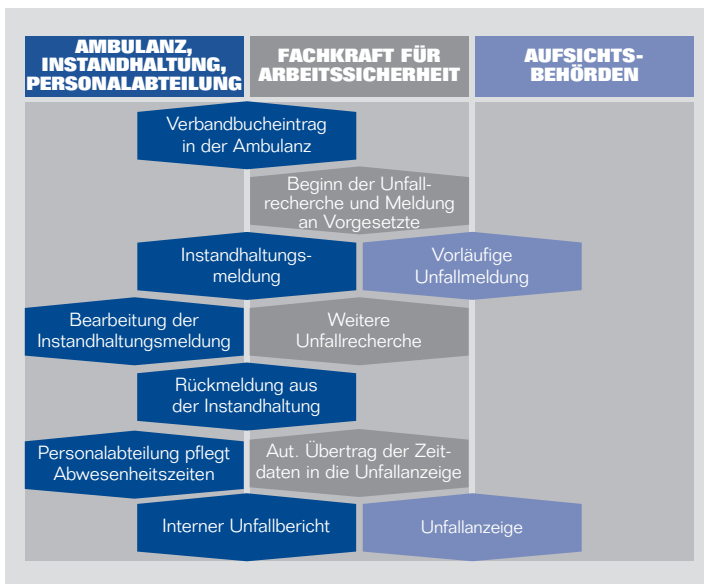 AMBULANZ,
INSTANDHALTUNG,
PERSONALABTEILUNG
FACHKRAFT FÜR
ARBEITSSICHERHEIT
AUFSICHTS-
BEHÖRDEN
Verbandbucheintrag
in der Ambulanz
Beginn der Unfall-
recherche und Meldung
an Vorgesetzte
Instandhaltungs-
meldung
Vorläufige
Unfallmeldung
Bearbeitung der
Instandhaltungsmeldung
Weitere
Unfallrecherche
Rückmeldung aus
der Instandhaltung
Personalabteilung pflegt
Abwesenheitszeiten
Aut. Übertrag der Zeit-
daten in die Unfallanzeige
Interner Unfallbericht
Unfallanzeige